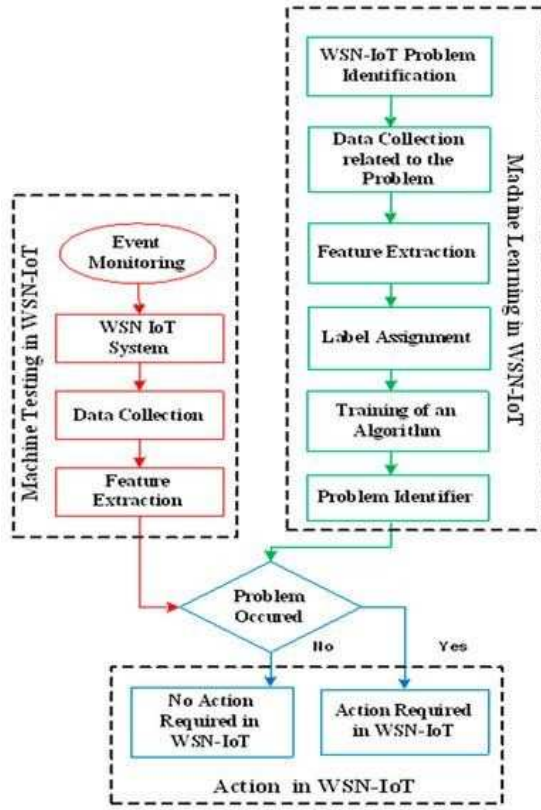 WSN-IoT Problem
Identification
Data Collection
related to the
Problem
Feature Extraction
Label Assignment
Training of an
Algorithm
Problem Identifier
Machine Learning in WSN-IoT
Machine Testing in WSN-IoT
Event
Monitoring
WSN IoT
System
Data Collection
Feature
Extraction
Problem
Occured
No
Yes
No Action
Required in
WSN-IoT
Action Required
in WSN-IoT
Action in WSN-IoT